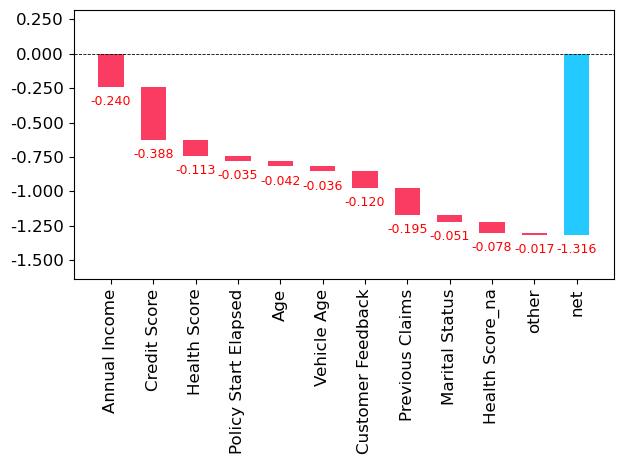 0.250
0.000
-0.250
-0.500
-0.750
-1.000
-1.250
-1.500
-0.240
-0.388
-0.113
-0.035
-0.042
-0.036
-0.120
-0.195
-0.051
-0.078
-0.017
-1.316
Annual Income
Credit Score
Health Score
Policy Start Elapsed
Age
Vehicle Age
Customer Feedback
Previous Claims
Marital Status
Health Score_na
other
net